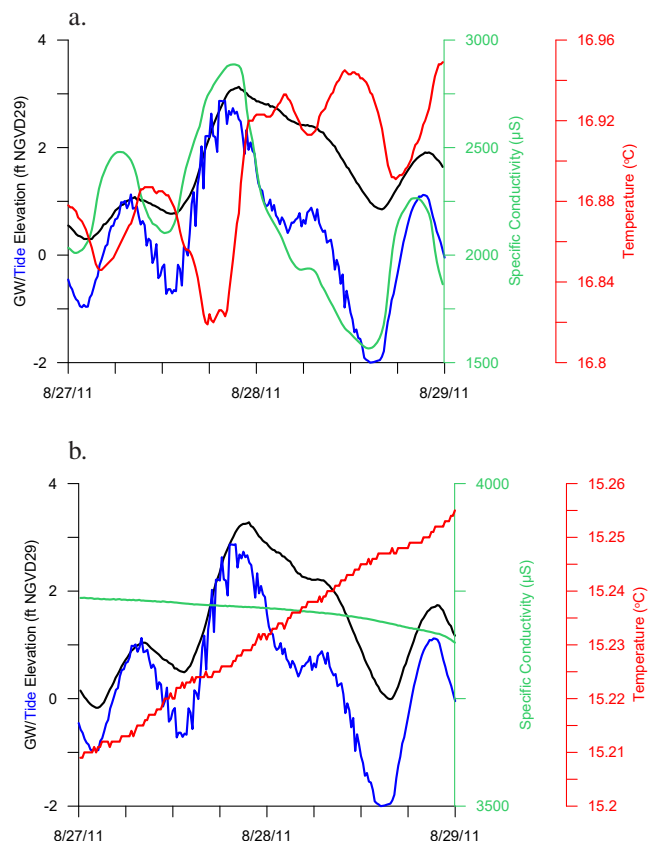 a.
4
2
0
-2
GW/Tide Elevation (ft NGVD29)
3000
2500
2000
1500
Specific Conductivity (µS)
16.96
16.92
16.88
16.84
16.8
Temperature (ºC)
8/27/11 8/28/11 8/29/11
b.
4
2
0
-2
GW/Tide Elevation (ft NGVD29)
4000
3500
Specific Conductivity (µS)
15.26
15.25
15.24
15.23
15.22
15.21
15.2
Temperature (ºC)
8/27/11 8/28/11 8/29/11